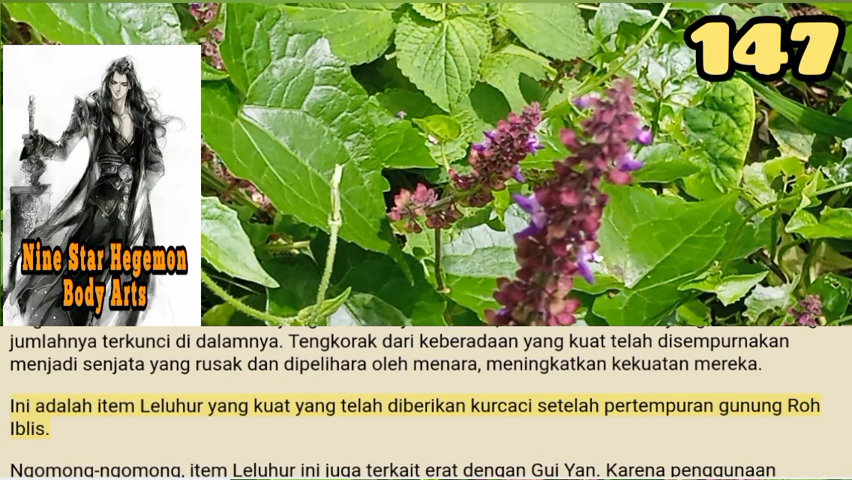 147
Nine Star Hegemon
Body Arts
jumlahnya terkunci di dalamnya. Tengkorak dari keberadaan yang kuat telah disempurnakan
menjadi senjata yang rusak dan dipelihara oleh menara, meningkatkan kekuatan mereka.
Ini adalah item Leluhur yang kuat yang telah diberikan kurcaci setelah pertempuran gunung Roh
Iblis.
Ngomong-ngomong, item Leluhur ini juga terkait erat dengan Gui Yan. Karena penggunaan